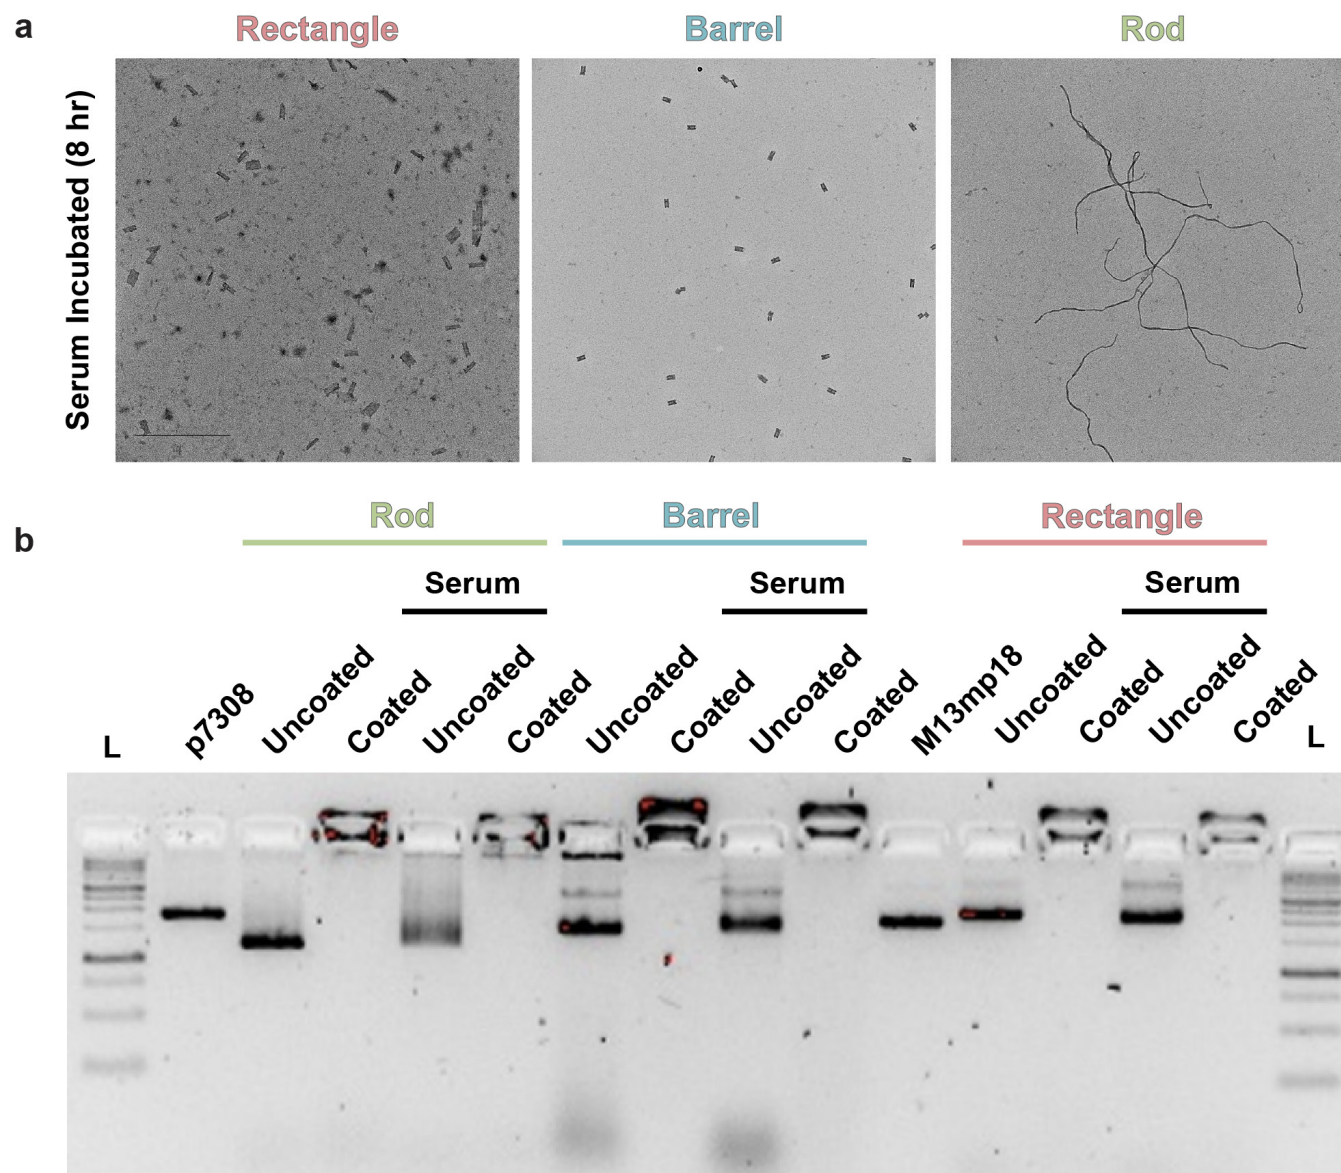 a
Rectangle Barrel Rod
Serum Incubated (8 hr)
b
Rod Barrel Rectangle
Serum Serum Serum
L p7308 Uncoated Coated Uncoated Coated Uncoated Coated Uncoated Coated M13mp18 Uncoated Coated Uncoated Coated L